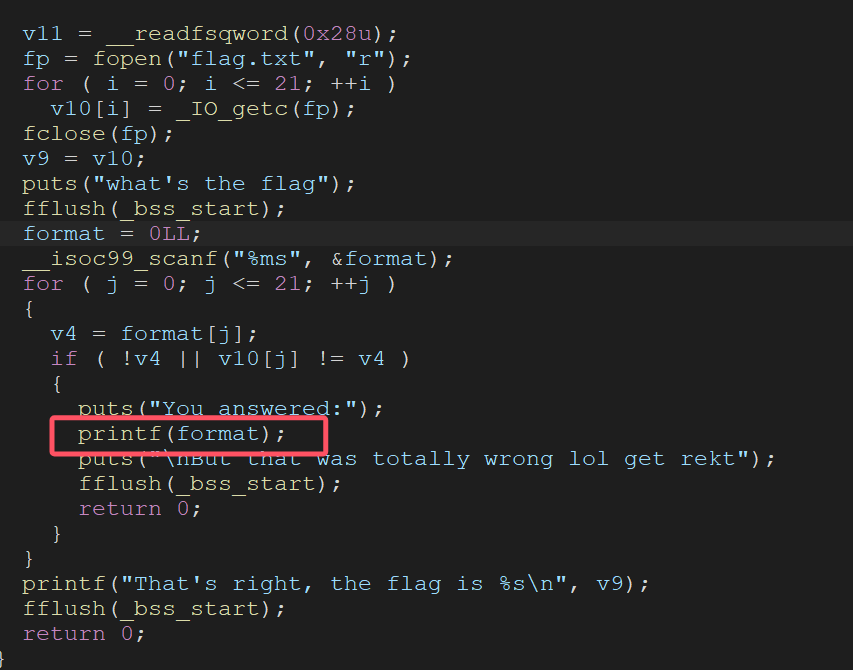 v11 = __readfsqword(0x28u);
fp = fopen("flag.txt", "r");
for ( i = 0; i <= 21; ++i )
v10[i] = _IO_getc(fp);
fclose(fp);
v9 = v10;
puts("what's the flag");
fflush(_bss_start);
format = 0LL;
__isoc99_scanf("%ms", &format);
for ( j = 0; j <= 21; ++j )
{
v4 = format[j];
if ( !v4 || v10[j] != v4 )
{
puts("You answered:");
printf(format);
puts("\nBut that was totally wrong lol get rekt");
fflush(_bss_start);
return 0;
}
}
printf("That's right, the flag is %s\n", v9);
fflush(_bss_start);
return 0;
}